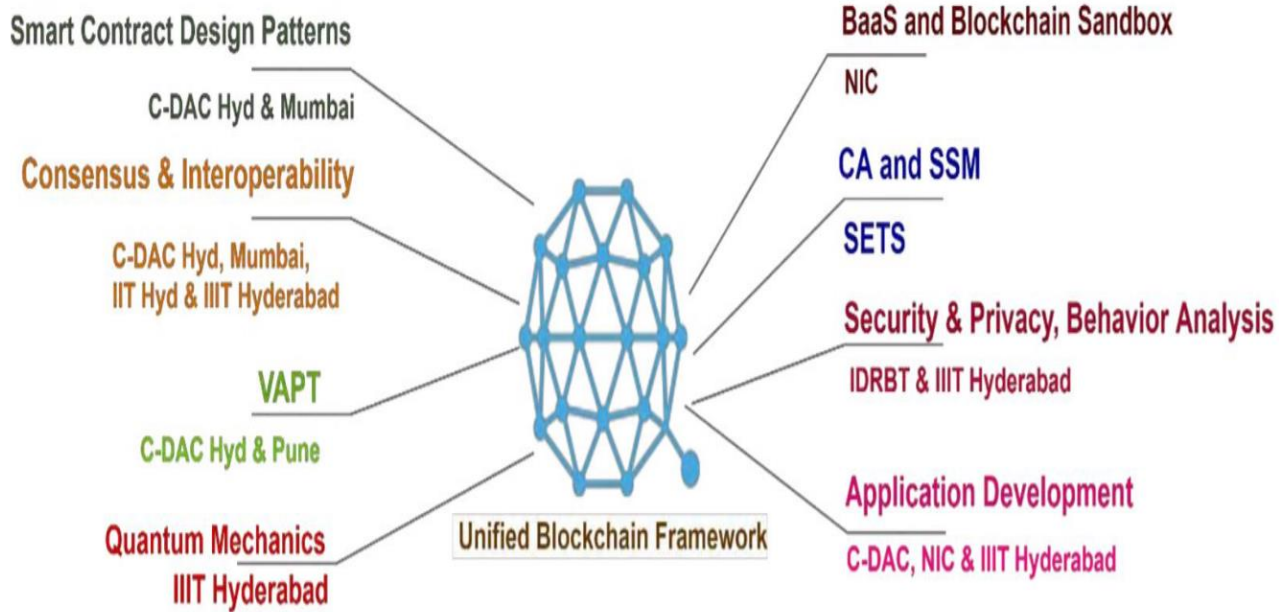 Smart Contract Design Patterns
C-DAC Hyd & Mumbai
Consensus & Interoperability
C-DAC Hyd, Mumbai,
IIT Hyd & IIIT Hyderabad
VAPT
C-DAC Hyd & Pune
Quantum Mechanics
IIIT Hyderabad
Unified Blockchain Framework
BaaS and Blockchain Sandbox
NIC
CA and SSM
SETS
Security & Privacy, Behavior Analysis
IDRBT & IIIT Hyderabad
Application Development
C-DAC, NIC & IIIT Hyderabad